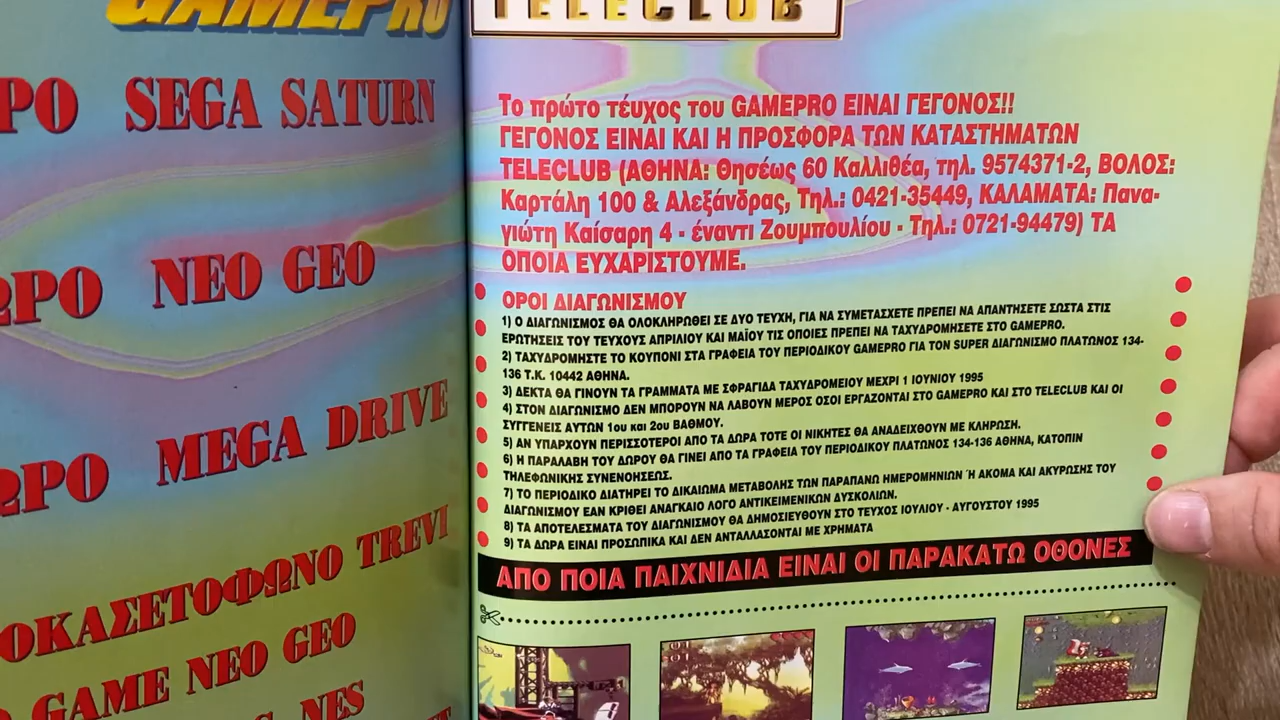 GAMEPRO
SEGA SATURN
NEO GEO
MEGA DRIVE
TREVI
GAME NEO GEO
NES
TELECLUB
Το πρώτο τέυχος του GAMEPRO ΕΙΝΑΙ ΓΕΓΟΝΟΣ!!
ΓΕΓΟΝΟΣ ΕΙΝΑΙ ΚΑΙ Η ΠΡΟΣΦΟΡΑ ΤΩΝ ΚΑΤΑΣΤΗΜΑΤΩΝ
TELECLUB (ΑΘΗΝΑ: Θησέως 60 Καλλιθέα, τηλ. 9574371-2, ΒΟΛΟΣ:
Καρτάλη 100 & Αλεξάνδρας, Τηλ.: 0421-35449, ΚΑΛΑΜΑΤΑ: Πανα-
γιώτη Καίσαρη 4 - έναντι Ζουμπουλίου - Τηλ.: 0721-94479) ΤΑ
ΟΠΟΙΑ ΕΥΧΑΡΙΣΤΟΥΜΕ.
ΟΡΟΙ ΔΙΑΓΩΝΙΣΜΟΥ
1) Ο ΔΙΑΓΩΝΙΣΜΟΣ ΘΑ ΟΛΟΚΛΗΡΩΘΕΙ ΣΕ ΔΥΟ ΤΕΥΧΗ, ΓΙΑ ΝΑ ΣΥΜΕΤΑΣΧΕΤΕ ΠΡΕΠΕΙ ΝΑ ΑΠΑΝΤΗΣΕΤΕ ΣΩΣΤΑ ΣΤΙΣ
ΕΡΩΤΗΣΕΙΣ ΤΟΥ ΤΕΥΧΟΥΣ ΑΠΡΙΛΙΟΥ ΚΑΙ ΜΑΪΟΥ ΤΙΣ ΟΠΟΙΕΣ ΠΡΕΠΕΙ ΝΑ ΤΑΧΥΔΡΟΜΗΣΕΤΕ ΣΤΟ GAMEPRO.
2) ΤΑΧΥΔΡΟΜΗΣΤΕ ΤΟ ΚΟΥΠΟΝΙ ΣΤΑ ΓΡΑΦΕΙΑ ΤΟΥ ΠΕΡΙΟΔΙΚΟΥ GAMEPRO ΓΙΑ ΤΟΝ SUPER ΔΙΑΓΩΝΙΣΜΟ ΠΛΑΤΩΝΟΣ 134-
136 Τ.Κ. 10442 ΑΘΗΝΑ.
3) ΔΕΚΤΑ ΘΑ ΓΙΝΟΥΝ ΤΑ ΓΡΑΜΜΑΤΑ ΜΕ ΣΦΡΑΓΙΔΑ ΤΑΧΥΔΡΟΜΕΙΟΥ ΜΕΧΡΙ 1 ΙΟΥΝΙΟΥ 1995
4) ΣΤΟΝ ΔΙΑΓΩΝΙΣΜΟ ΔΕΝ ΜΠΟΡΟΥΝ ΝΑ ΛΑΒΟΥΝ ΜΕΡΟΣ ΟΣΟΙ ΕΡΓΑΖΟΝΤΑΙ ΣΤΟ GAMEPRO ΚΑΙ ΣΤΟ TELECLUB ΚΑΙ ΟΙ
ΣΥΓΓΕΝΕΙΣ ΑΥΤΩΝ 1ου και 2ου ΒΑΘΜΟΥ.
5) ΑΝ ΥΠΑΡΧΟΥΝ ΠΕΡΙΣΣΟΤΕΡΟΙ ΑΠΟ ΤΑ ΔΩΡΑ ΤΟΤΕ ΟΙ ΝΙΚΗΤΕΣ ΘΑ ΑΝΑΔΕΙΧΘΟΥΝ ΜΕ ΚΛΗΡΩΣΗ.
6) Η ΠΑΡΑΛΑΒΗ ΤΟΥ ΔΩΡΟΥ ΘΑ ΓΙΝΕΙ ΑΠΟ ΤΑ ΓΡΑΦΕΙΑ ΤΟΥ ΠΕΡΙΟΔΙΚΟΥ ΠΛΑΤΩΝΟΣ 134-136 ΑΘΗΝΑ, ΚΑΤΟΠΙΝ
ΤΗΛΕΦΩΝΙΚΗΣ ΣΥΝΕΝΟΗΣΕΩΣ.
7) ΤΟ ΠΕΡΙΟΔΙΚΟ ΔΙΑΤΗΡΕΙ ΤΟ ΔΙΚΑΙΩΜΑ ΜΕΤΑΒΟΛΗΣ ΤΩΝ ΠΑΡΑΠΑΝΩ ΗΜΕΡΟΜΗΝΙΩΝ Ή ΑΚΟΜΑ ΚΑΙ ΑΚΥΡΩΣΗΣ ΤΟΥ
ΔΙΑΓΩΝΙΣΜΟΥ ΕΑΝ ΚΡΙΘΕΙ ΑΝΑΓΚΑΙΟ ΛΟΓΟ ΑΝΤΙΚΕΙΜΕΝΙΚΩΝ ΔΥΣΚΟΛΙΩΝ.
8) ΤΑ ΑΠΟΤΕΛΕΣΜΑΤΑ ΤΟΥ ΔΙΑΓΩΝΙΣΜΟΥ ΘΑ ΔΗΜΟΣΙΕΥΘΟΥΝ ΣΤΟ ΤΕΥΧΟΣ ΙΟΥΛΙΟΥ - ΑΥΓΟΥΣΤΟΥ 1995
9) ΤΑ ΔΩΡΑ ΕΙΝΑΙ ΠΡΟΣΩΠΙΚΑ ΚΑΙ ΔΕΝ ΑΝΤΑΛΛΑΣΟΝΤΑΙ ΜΕ ΧΡΗΜΑΤΑ
ΑΠΟ ΠΟΙΑ ΠΑΙΧΝΙΔΙΑ ΕΙΝΑΙ ΟΙ ΠΑΡΑΚΑΤΩ ΟΘΟΝΕΣ